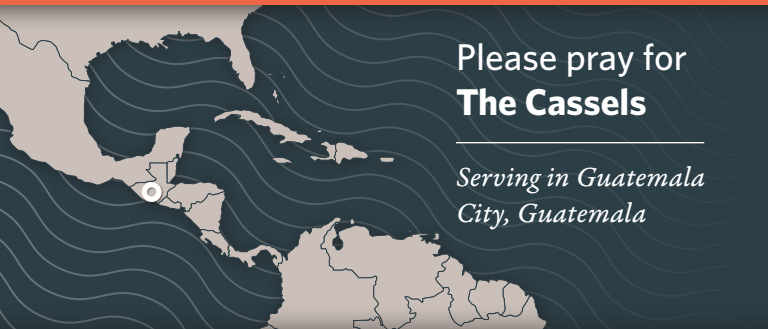 Please pray for
The Cassels
Serving in Guatemala
City, Guatemala